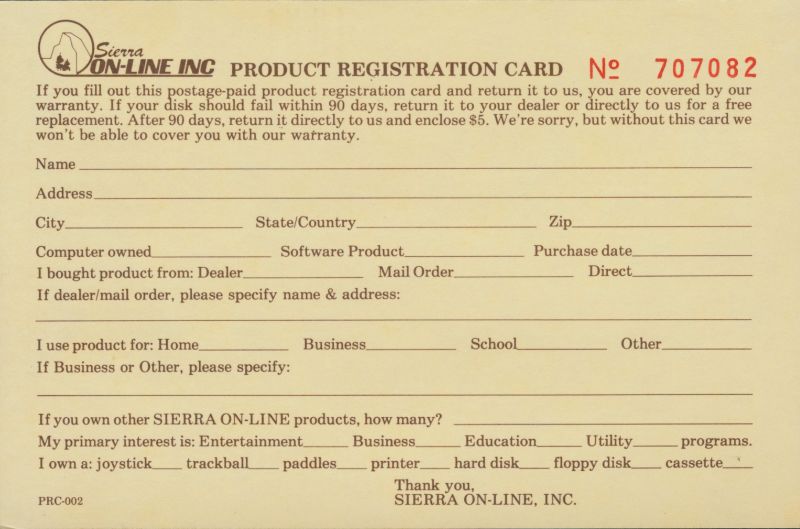 Sierra
ON-LINE INC PRODUCT REGISTRATION CARD Nº 707082
If you fill out this postage-paid product registration card and return it to us, you are covered by our
warranty. If your disk should fail within 90 days, return it to your dealer or directly to us for a free
replacement. After 90 days, return it directly to us and enclose $5. We're sorry, but without this card we
won't be able to cover you with our warranty.
Name
Address
City State/Country Zip
Computer owned Software Product Purchase date
I bought product from: Dealer Mail Order Direct
If dealer/mail order, please specify name & address:
I use product for: Home Business School Other
If Business or Other, please specify:
If you own other SIERRA ON-LINE products, how many?
My primary interest is: Entertainment Business Education Utility programs.
I own a: joystick trackball paddles printer hard disk floppy disk cassette
Thank you,
PRC-002 SIERRA ON-LINE, INC.